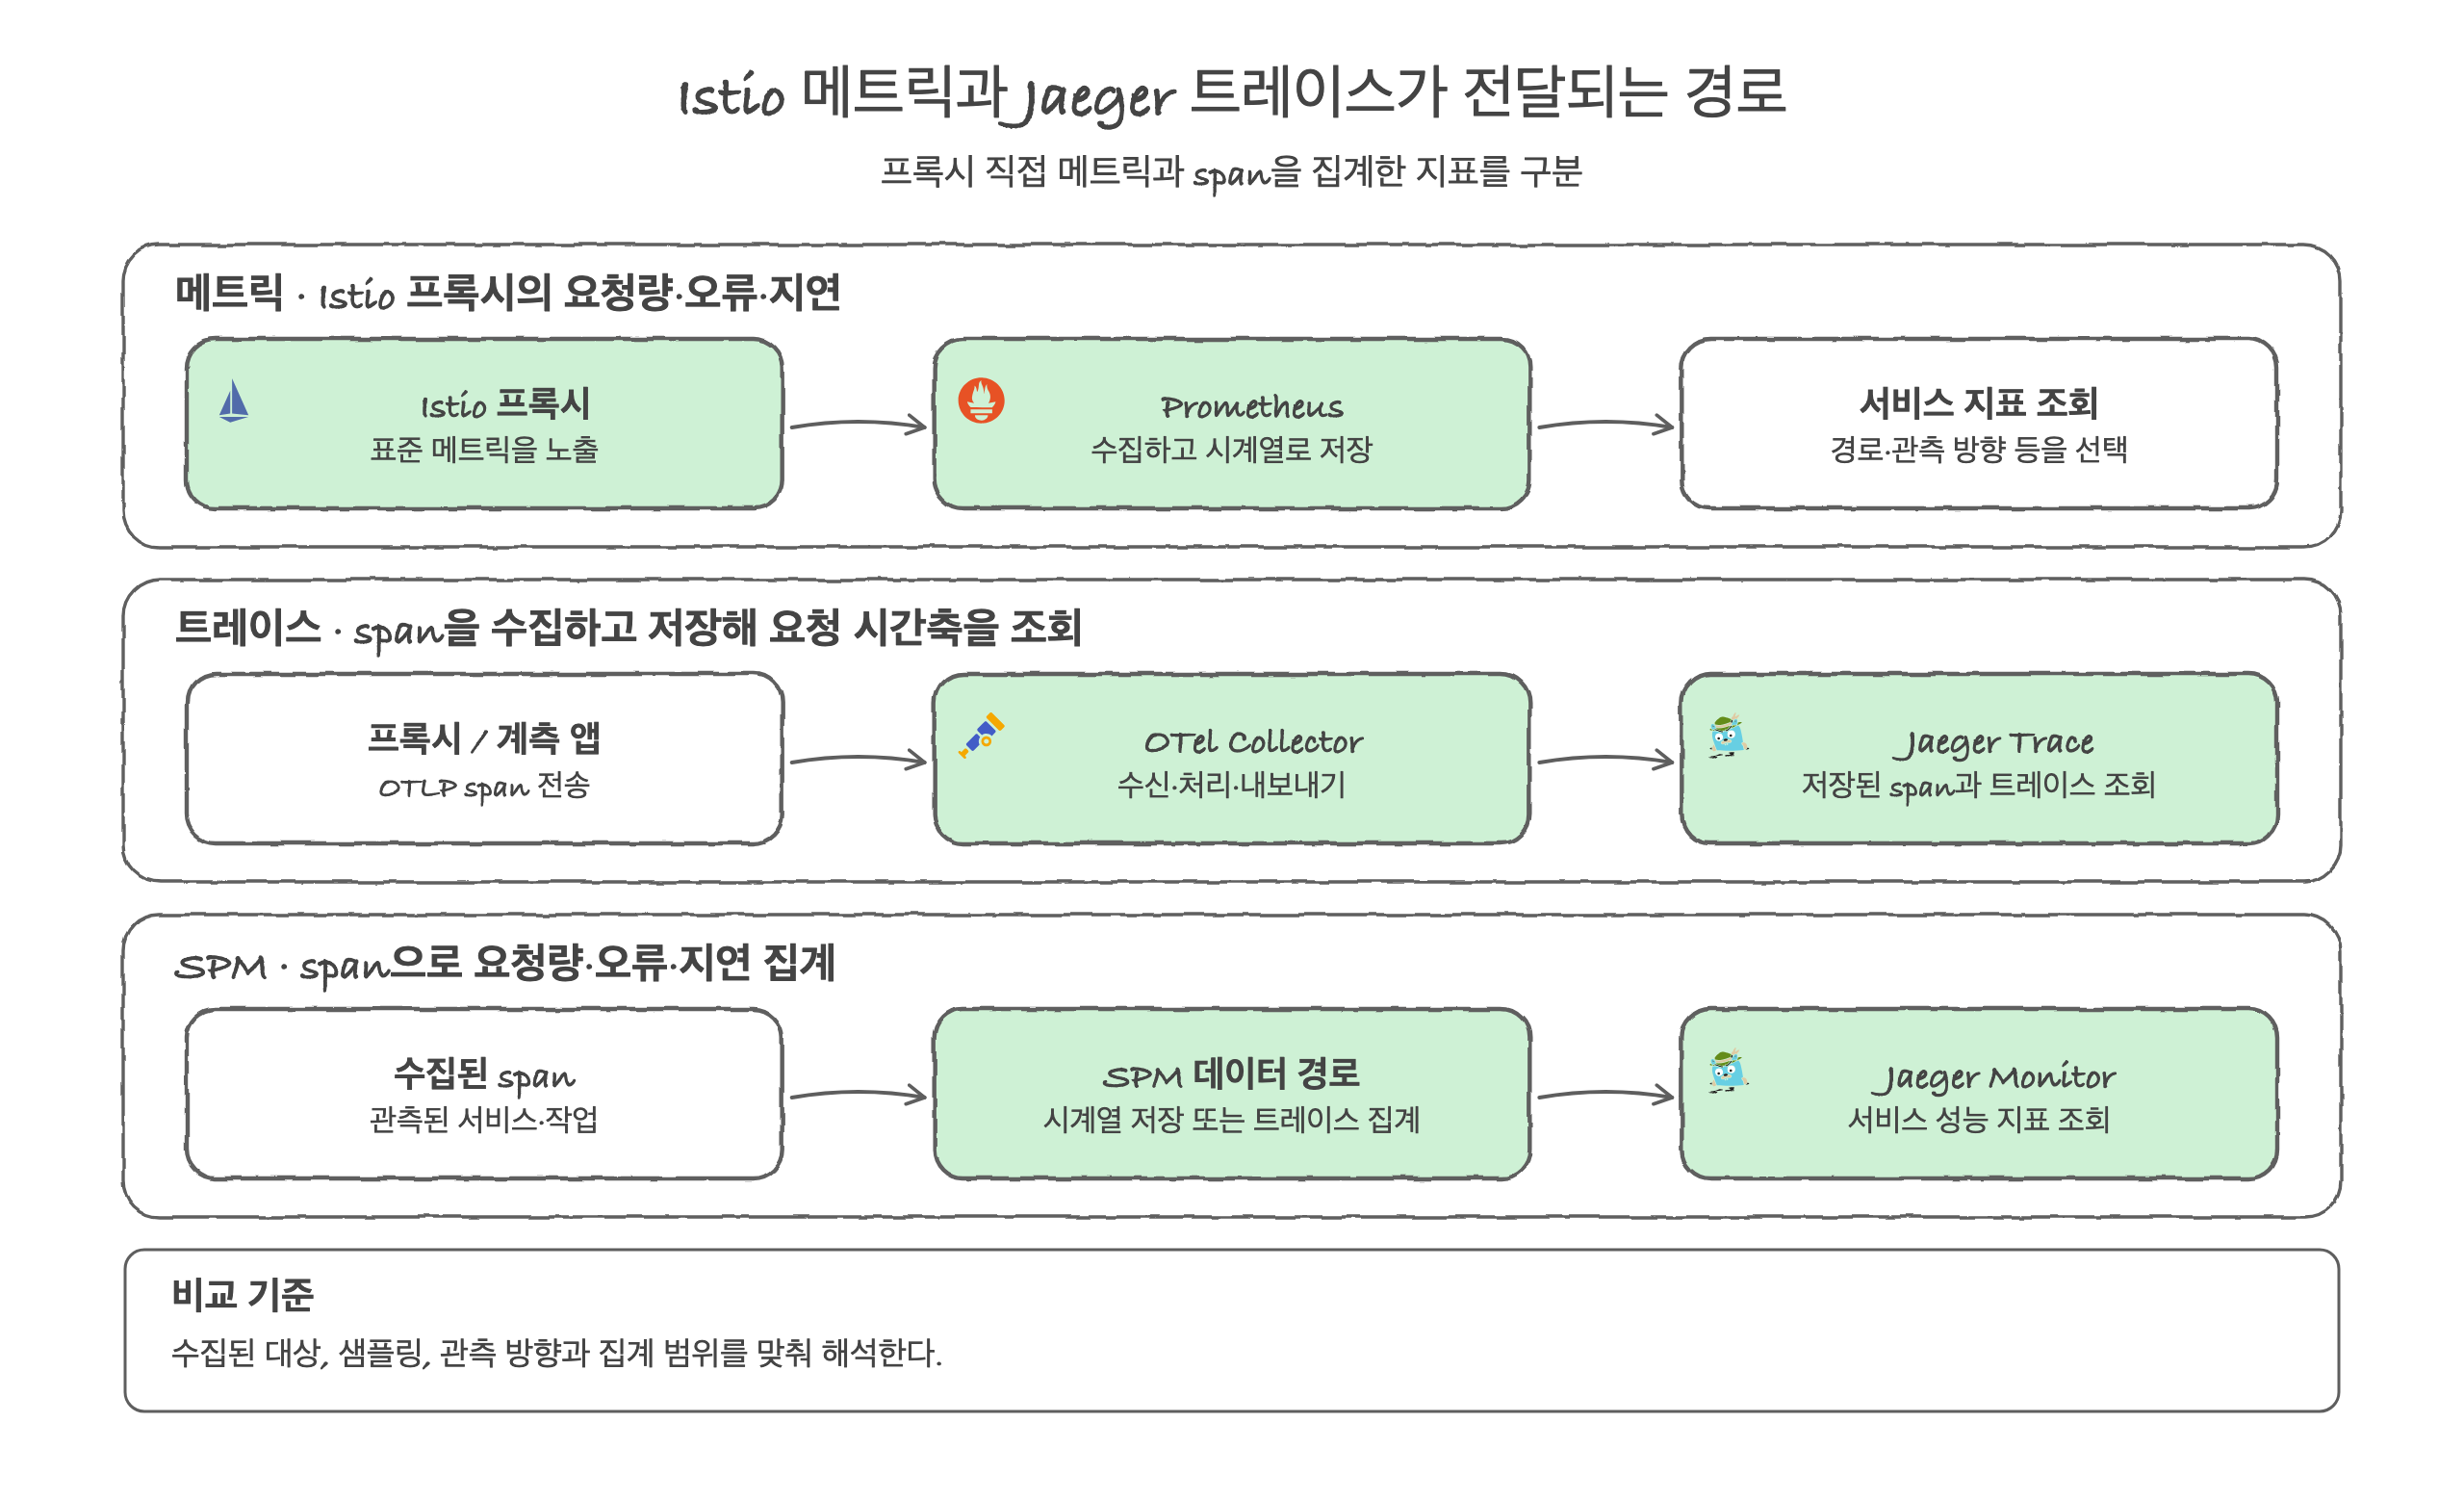 Istio 메트릭과 Jaeger 트레이스가 전달되는 경로
프록시 직접 메트릭과 span을 집계한 지표를 구분
메트릭 · Istio 프록시의 요청량·오류·지연
Istio 프록시
표준 메트릭을 노출
Prometheus
수집하고 시계열로 저장
서비스 지표 조회
경로·관측 방향 등을 선택
트레이스 · span을 수집하고 저장해 요청 시간축을 조회
프록시 / 계측 앱
OTLP span 전송
OTel Collector
수신·처리·내보내기
Jaeger Trace
저장된 span과 트레이스 조회
SPM · span으로 요청량·오류·지연 집계
수집된 span
관측된 서비스·작업
SPM 데이터 경로
시계열 저장 또는 트레이스 집계
Jaeger Monitor
서비스 성능 지표 조회
비교 기준
수집된 대상, 샘플링, 관측 방향과 집계 범위를 맞춰 해석한다.